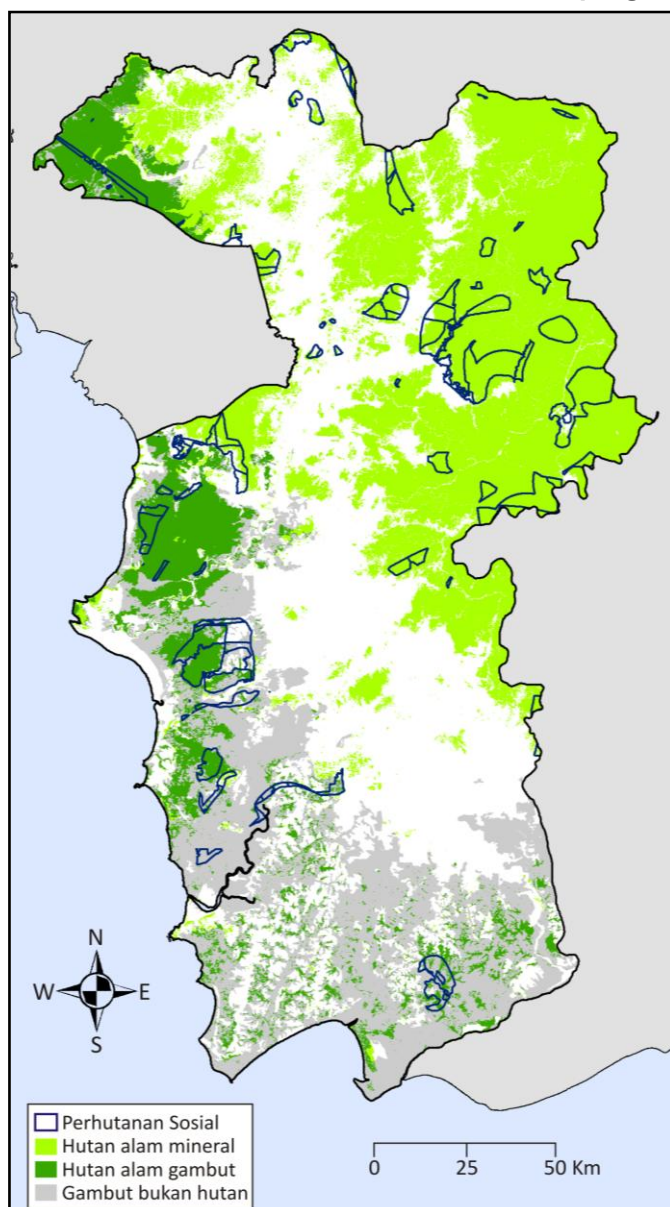 N
W E
S
Perhutanan Sosial
Hutan alam mineral
Hutan alam gambut
Gambut bukan hutan
0 25 50 Km